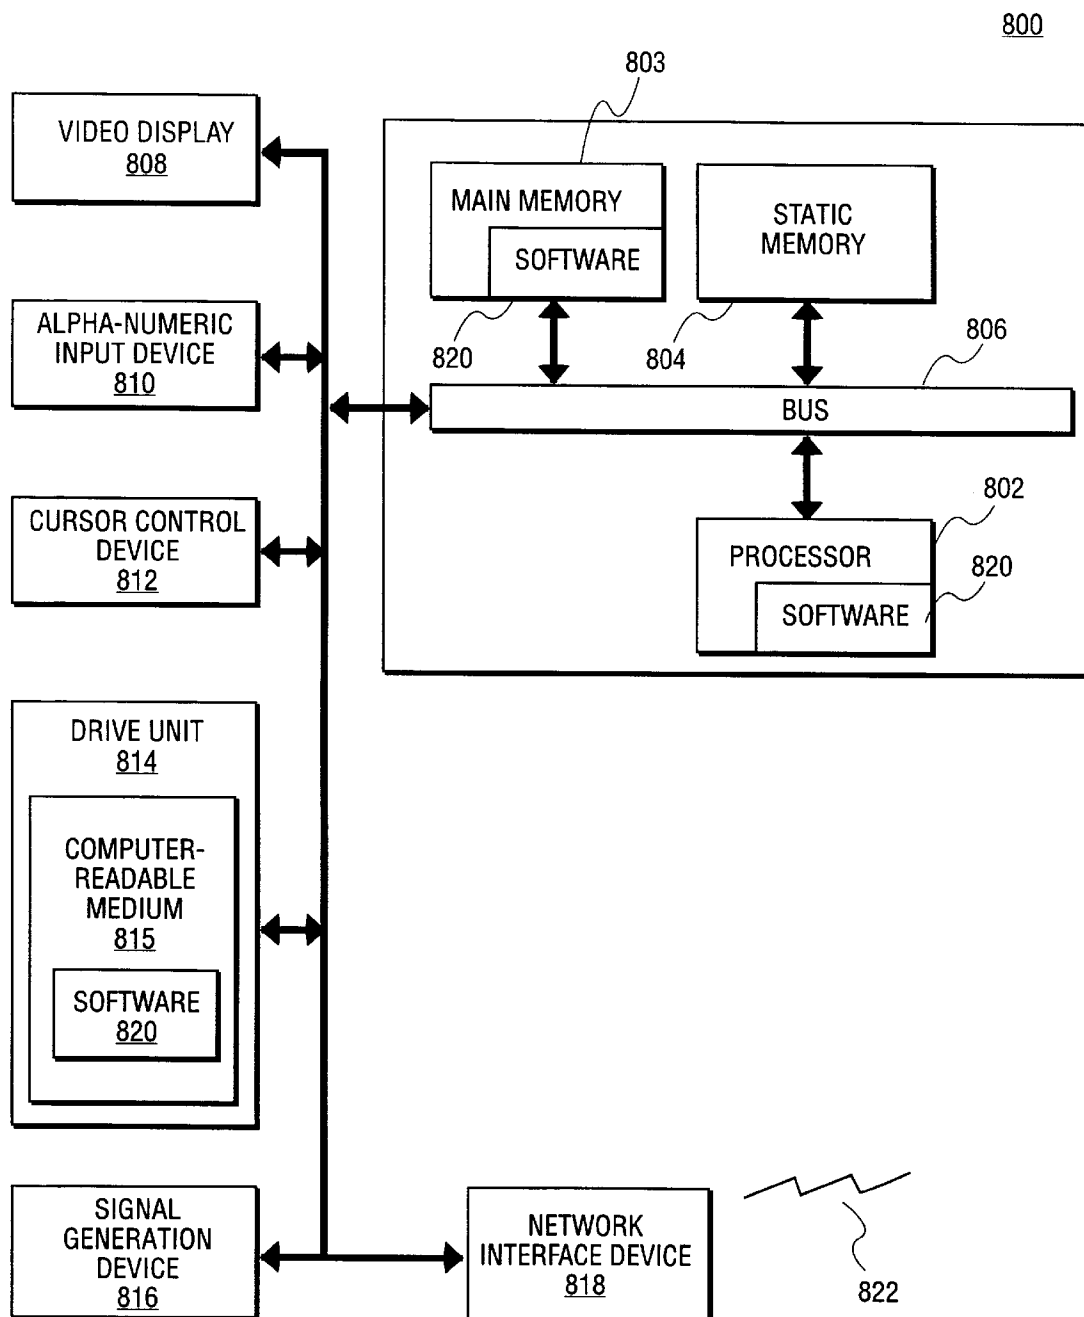 800
803
VIDEO DISPLAY
808
MAIN MEMORY
SOFTWARE
STATIC
MEMORY
820
804
806
ALPHA-NUMERIC
INPUT DEVICE
810
BUS
CURSOR CONTROL
DEVICE
812
802
PROCESSOR
820
SOFTWARE
DRIVE UNIT
814
COMPUTER-
READABLE
MEDIUM
815
SOFTWARE
820
SIGNAL
GENERATION
DEVICE
816
NETWORK
INTERFACE DEVICE
818
822